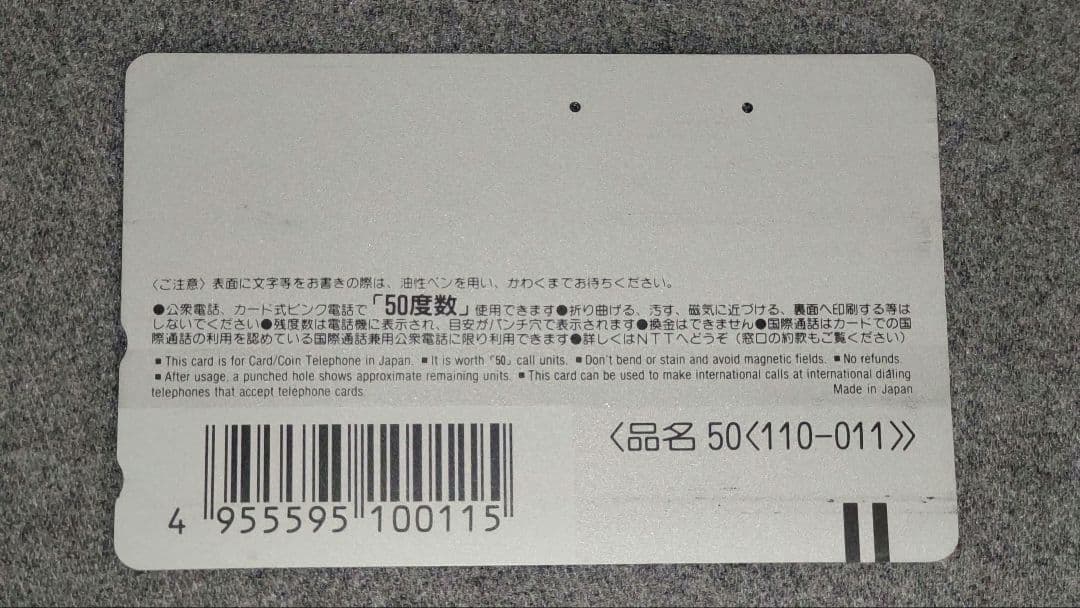 〈ご注意〉表面に文字等をお書きの際は、油性ペンを用い、かわくまでお待ちください。
●公衆電話、カード式ピンク電話で「50度数」使用できます●折り曲げる、汚す、磁気に近づける、裏面へ印刷する等は
しないでください●残度数は電話機に表示され、目安がパンチ穴で表示されます●換金はできません●国際通話はカードでの国
際通話の利用を認めている国際通話兼用公衆電話に限り利用できます●詳しくはNTTへどうぞ(窓口の約款もご覧ください)
■ This card is for Card/Coin Telephone in Japan. ■ It is worth「50」call units. ■ Don't bend or stain and avoid magnetic fields. ■ No refunds.
■ After usage, a punched hole shows approximate remaining units. ■ This card can be used to make international calls at international dialing
telephones that accept telephone cards.
Made in Japan
〈品名 50〈110-011〉〉
4 955595 100115